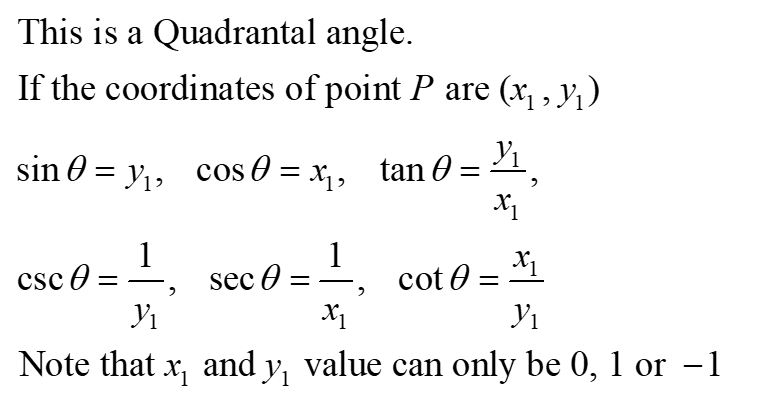 This is a Quadrantal angle.
If the coordinates of point P are (x₁, y₁)
sin θ = y₁, cos θ = x₁, tan θ = y₁/x₁,
csc θ = 1/y₁, sec θ = 1/x₁, cot θ = x₁/y₁
Note that x₁ and y₁ value can only be 0, 1 or −1